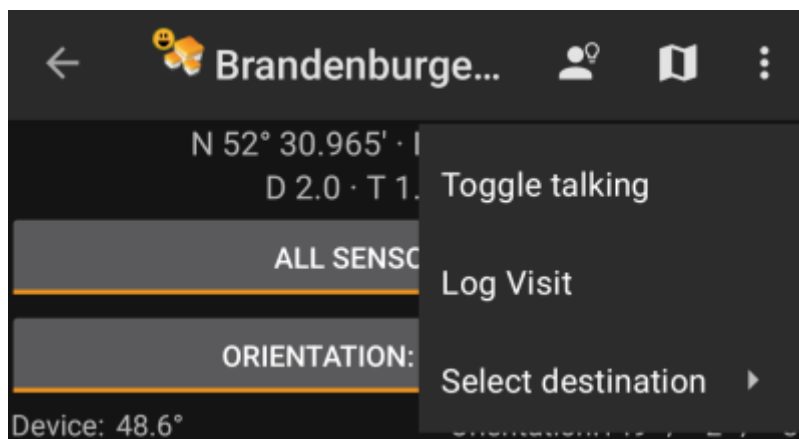 Brandenburge...
N 52° 30.965' ·
D 2.0 · T 1.
Toggle talking
ALL SENSO
Log Visit
ORIENTATION:
Select destination
Device: 48.6°